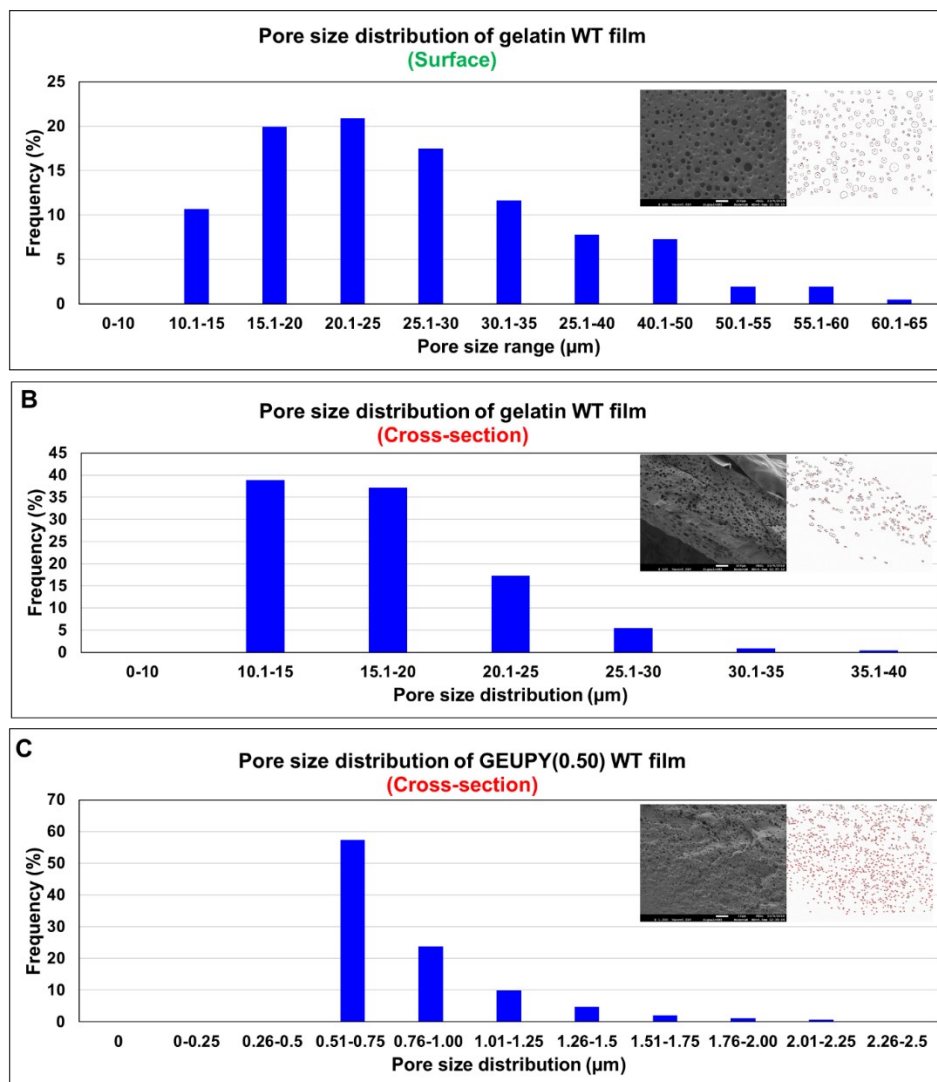 Pore size distribution of gelatin WT film
(Surface)
Frequency (%)
25
20
15
10
5
0
0-10 10.1-15 15.1-20 20.1-25 25.1-30 30.1-35 25.1-40 40.1-50 50.1-55 55.1-60 60.1-65
Pore size range (µm)
B
Pore size distribution of gelatin WT film
(Cross-section)
Frequency (%)
45
40
35
30
25
20
15
10
5
0
0-10 10.1-15 15.1-20 20.1-25 25.1-30 30.1-35 35.1-40
Pore size distribution (µm)
C
Pore size distribution of GEUPY(0.50) WT film
(Cross-section)
Frequency (%)
70
60
50
40
30
20
10
0
0 0-0.25 0.26-0.5 0.51-0.75 0.76-1.00 1.01-1.25 1.26-1.5 1.51-1.75 1.76-2.00 2.01-2.25 2.26-2.5
Pore size distribution (µm)